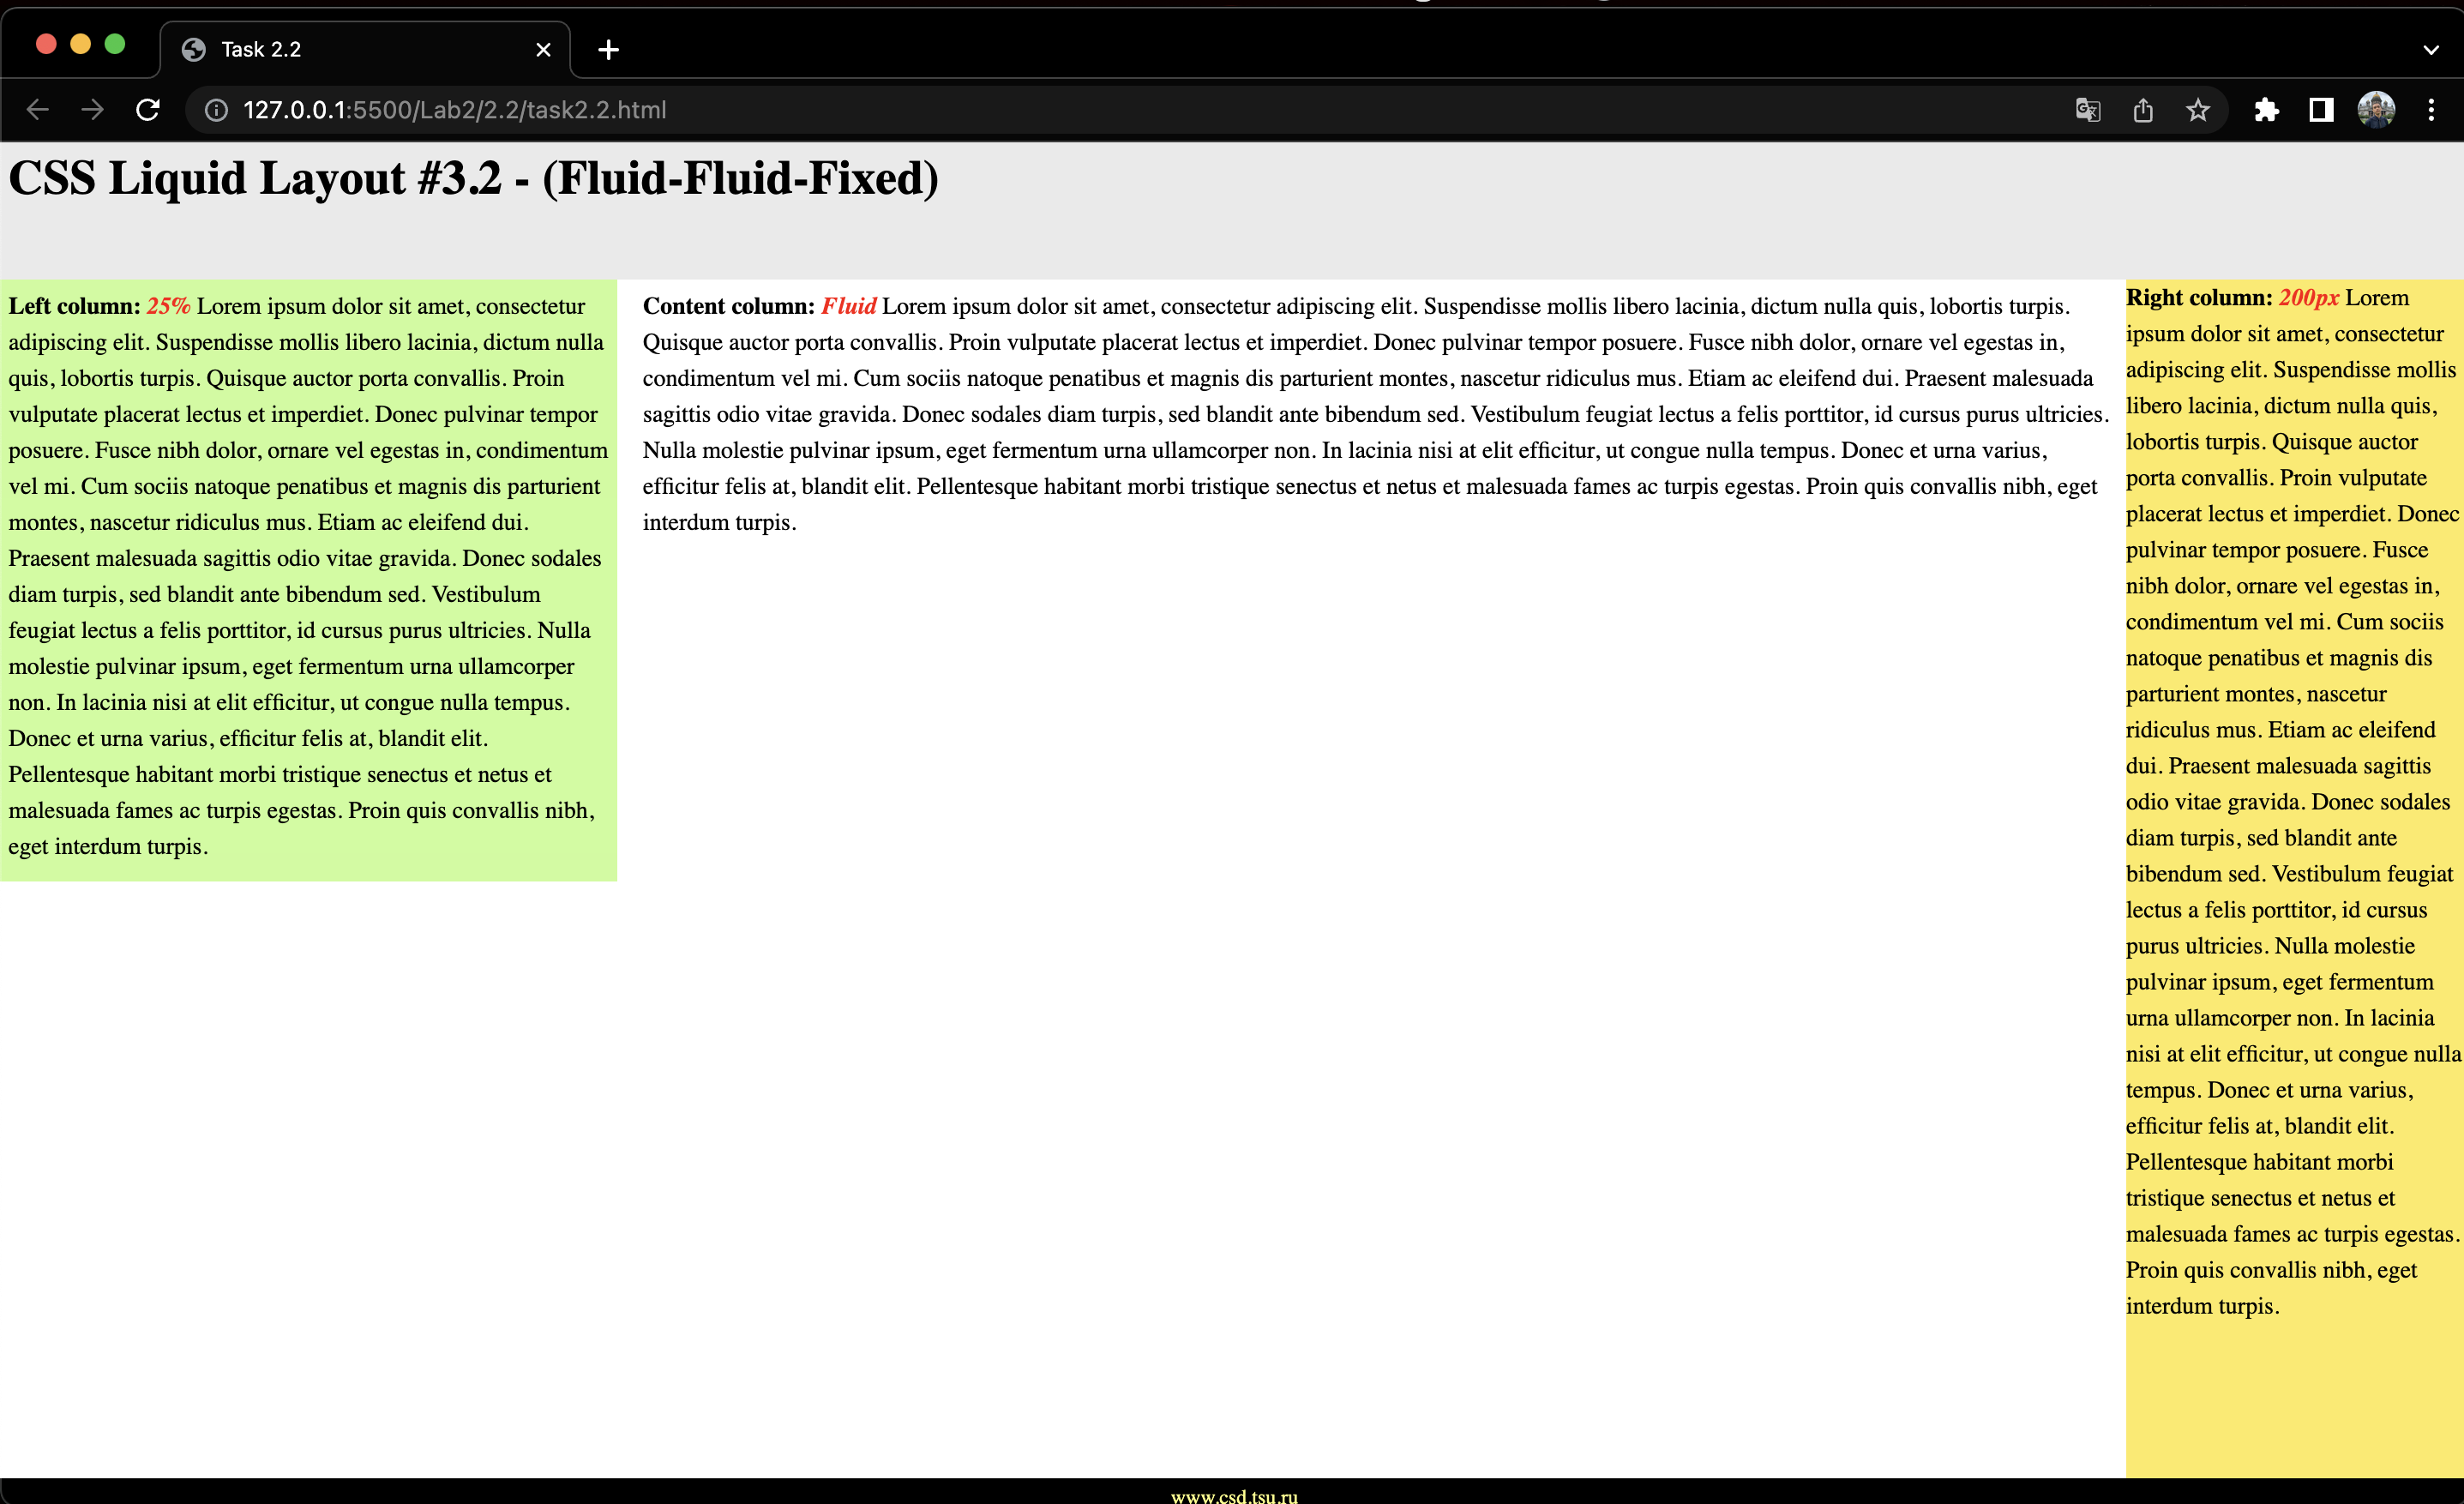 Task 2.2
127.0.0.1:5500/Lab2/2.2/task2.2.html
CSS Liquid Layout #3.2 - (Fluid-Fluid-Fixed)
Left column: 25% Lorem ipsum dolor sit amet, consectetur
adipiscing elit. Suspendisse mollis libero lacinia, dictum nulla
quis, lobortis turpis. Quisque auctor porta convallis. Proin
vulputate placerat lectus et imperdiet. Donec pulvinar tempor
posuere. Fusce nibh dolor, ornare vel egestas in, condimentum
vel mi. Cum sociis natoque penatibus et magnis dis parturient
montes, nascetur ridiculus mus. Etiam ac eleifend dui.
Praesent malesuada sagittis odio vitae gravida. Donec sodales
diam turpis, sed blandit ante bibendum sed. Vestibulum
feugiat lectus a felis porttitor, id cursus purus ultricies. Nulla
molestie pulvinar ipsum, eget fermentum urna ullamcorper
non. In lacinia nisi at elit efficitur, ut congue nulla tempus.
Donec et urna varius, efficitur felis at, blandit elit.
Pellentesque habitant morbi tristique senectus et netus et
malesuada fames ac turpis egestas. Proin quis convallis nibh,
eget interdum turpis.
Content column: Fluid Lorem ipsum dolor sit amet, consectetur adipiscing elit. Suspendisse mollis libero lacinia, dictum nulla quis, lobortis turpis.
Quisque auctor porta convallis. Proin vulputate placerat lectus et imperdiet. Donec pulvinar tempor posuere. Fusce nibh dolor, ornare vel egestas in,
condimentum vel mi. Cum sociis natoque penatibus et magnis dis parturient montes, nascetur ridiculus mus. Etiam ac eleifend dui. Praesent malesuada
sagittis odio vitae gravida. Donec sodales diam turpis, sed blandit ante bibendum sed. Vestibulum feugiat lectus a felis porttitor, id cursus purus ultricies.
Nulla molestie pulvinar ipsum, eget fermentum urna ullamcorper non. In lacinia nisi at elit efficitur, ut congue nulla tempus. Donec et urna varius,
efficitur felis at, blandit elit. Pellentesque habitant morbi tristique senectus et netus et malesuada fames ac turpis egestas. Proin quis convallis nibh, eget
interdum turpis.
Right column: 200px Lorem
ipsum dolor sit amet, consectetur
adipiscing elit. Suspendisse mollis
libero lacinia, dictum nulla quis,
lobortis turpis. Quisque auctor
porta convallis. Proin vulputate
placerat lectus et imperdiet. Donec
pulvinar tempor posuere. Fusce
nibh dolor, ornare vel egestas in,
condimentum vel mi. Cum sociis
natoque penatibus et magnis dis
parturient montes, nascetur
ridiculus mus. Etiam ac eleifend
dui. Praesent malesuada sagittis
odio vitae gravida. Donec sodales
diam turpis, sed blandit ante
bibendum sed. Vestibulum feugiat
lectus a felis porttitor, id cursus
purus ultricies. Nulla molestie
pulvinar ipsum, eget fermentum
urna ullamcorper non. In lacinia
nisi at elit efficitur, ut congue nulla
tempus. Donec et urna varius,
efficitur felis at, blandit elit.
Pellentesque habitant morbi
tristique senectus et netus et
malesuada fames ac turpis egestas.
Proin quis convallis nibh, eget
interdum turpis.
www.csd.tsu.ru